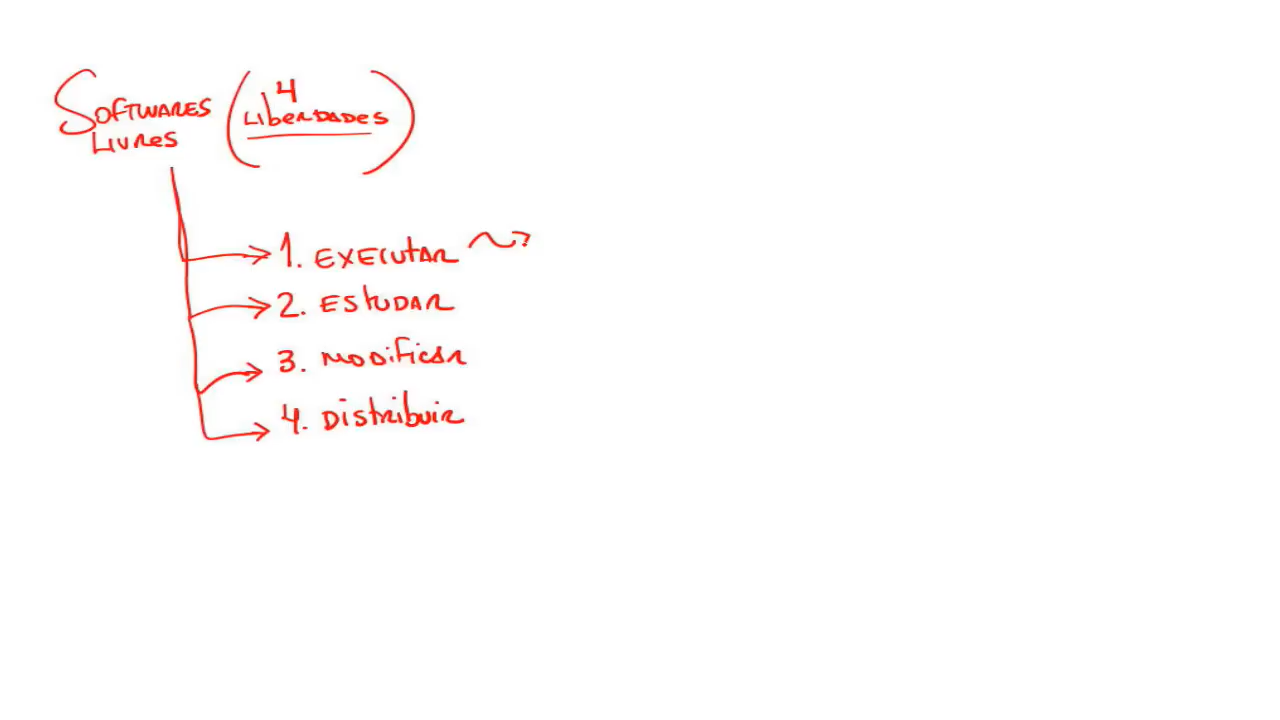 Softwares
Livres
(4
Liberdades)
1. Executar
2. Estudar
3. Modificar
4. Distribuir